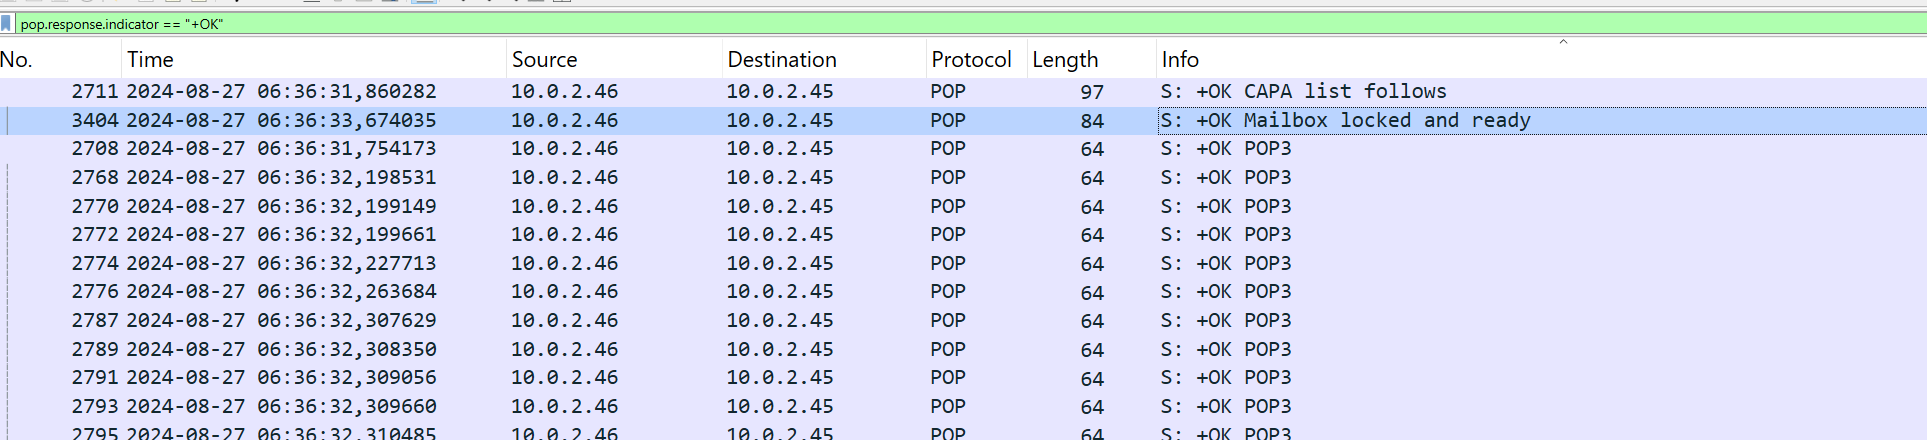 pop.response.indicator == "+OK"
No. Time Source Destination Protocol Length Info
2711 2024-08-27 06:36:31,860282 10.0.2.46 10.0.2.45 POP 97 S: +OK CAPA list follows
3404 2024-08-27 06:36:33,674035 10.0.2.46 10.0.2.45 POP 84 S: +OK Mailbox locked and ready
2708 2024-08-27 06:36:31,754173 10.0.2.46 10.0.2.45 POP 64 S: +OK POP3
2768 2024-08-27 06:36:32,198531 10.0.2.46 10.0.2.45 POP 64 S: +OK POP3
2770 2024-08-27 06:36:32,199149 10.0.2.46 10.0.2.45 POP 64 S: +OK POP3
2772 2024-08-27 06:36:32,199661 10.0.2.46 10.0.2.45 POP 64 S: +OK POP3
2774 2024-08-27 06:36:32,227713 10.0.2.46 10.0.2.45 POP 64 S: +OK POP3
2776 2024-08-27 06:36:32,263684 10.0.2.46 10.0.2.45 POP 64 S: +OK POP3
2787 2024-08-27 06:36:32,307629 10.0.2.46 10.0.2.45 POP 64 S: +OK POP3
2789 2024-08-27 06:36:32,308350 10.0.2.46 10.0.2.45 POP 64 S: +OK POP3
2791 2024-08-27 06:36:32,309056 10.0.2.46 10.0.2.45 POP 64 S: +OK POP3
2793 2024-08-27 06:36:32,309660 10.0.2.46 10.0.2.45 POP 64 S: +OK POP3
2795 2024-08-27 06:36:32,310485 10.0.2.46 10.0.2.45 POP 64 S: +OK POP3